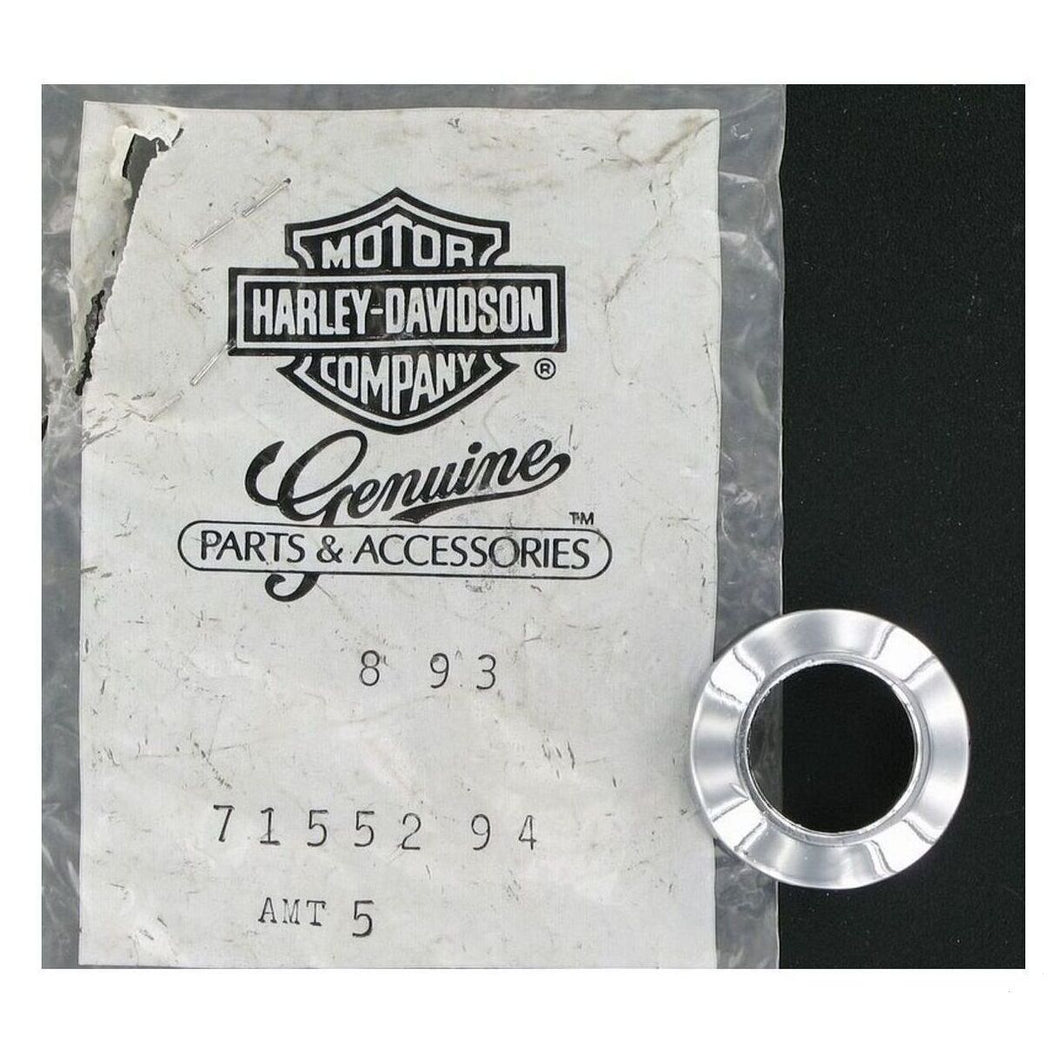 MOTOR
HARLEY-DAVIDSON
COMPANY ®
Genuine
PARTS & ACCESSORIES ™
8 93
71552 94
AMT 5